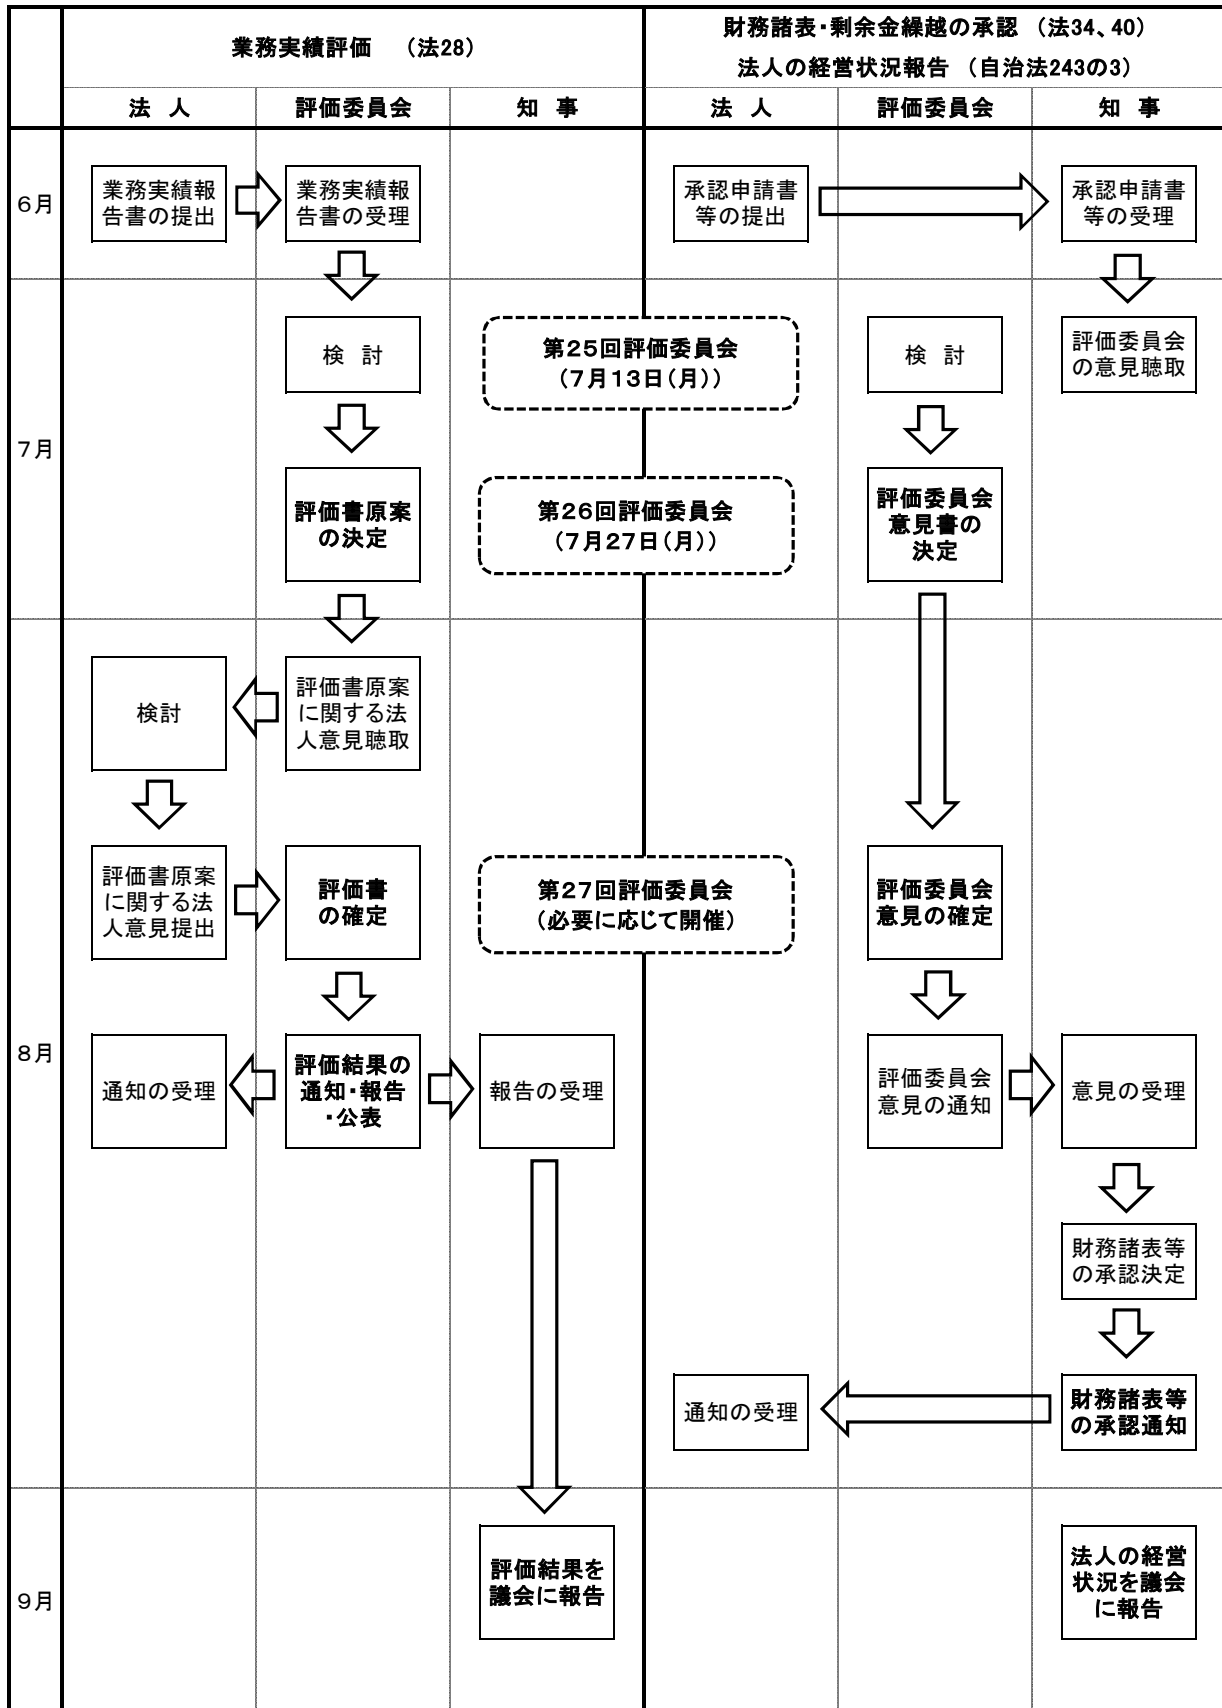 業務実績評価 （法28）
財務諸表・剰余金繰越の承認 （法34、40）
法人の経営状況報告 （自治法243の3）
法 人
評価委員会
知 事
法 人
評価委員会
知 事
6月
業務実績報
告書の提出
業務実績報
告書の受理
承認申請書
等の提出
承認申請書
等の受理
7月
検 討
第25回評価委員会
（7月13日（月））
検 討
評価委員会
の意見聴取
評価書原案
の決定
第26回評価委員会
（7月27日（月））
評価委員会
意見書の
決定
8月
検討
評価書原案
に関する法
人意見聴取
評価書原案
に関する法
人意見提出
評価書
の確定
第27回評価委員会
（必要に応じて開催）
評価委員会
意見の確定
通知の受理
評価結果の
通知・報告
・公表
報告の受理
評価委員会
意見の通知
意見の受理
財務諸表等
の承認決定
通知の受理
財務諸表等
の承認通知
9月
評価結果を
議会に報告
法人の経営
状況を議会
に報告